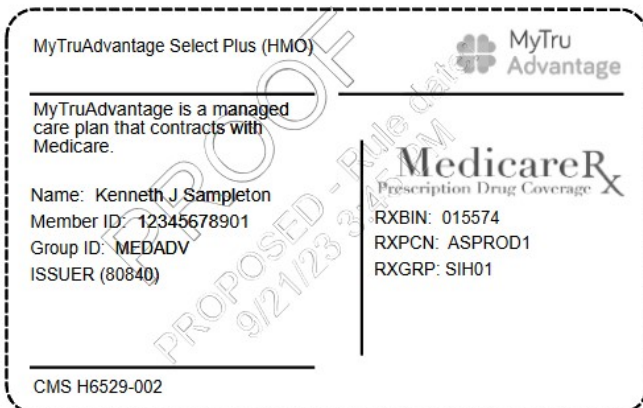 MyTruAdvantage Select Plus (HMO)
MyTru
Advantage
MyTruAdvantage is a managed
care plan that contracts with
Medicare.
Name: Kenneth J Sampleton
Member ID: 12345678901
Group ID: MEDADV
ISSUER (80840)
MedicareRx
Prescription Drug Coverage
RXBIN: 015574
RXPCN: ASPROD1
RXGRP: SIH01
CMS H6529-002
PROOF
PROPOSED - Rule date
9/21/23 3:45 PM